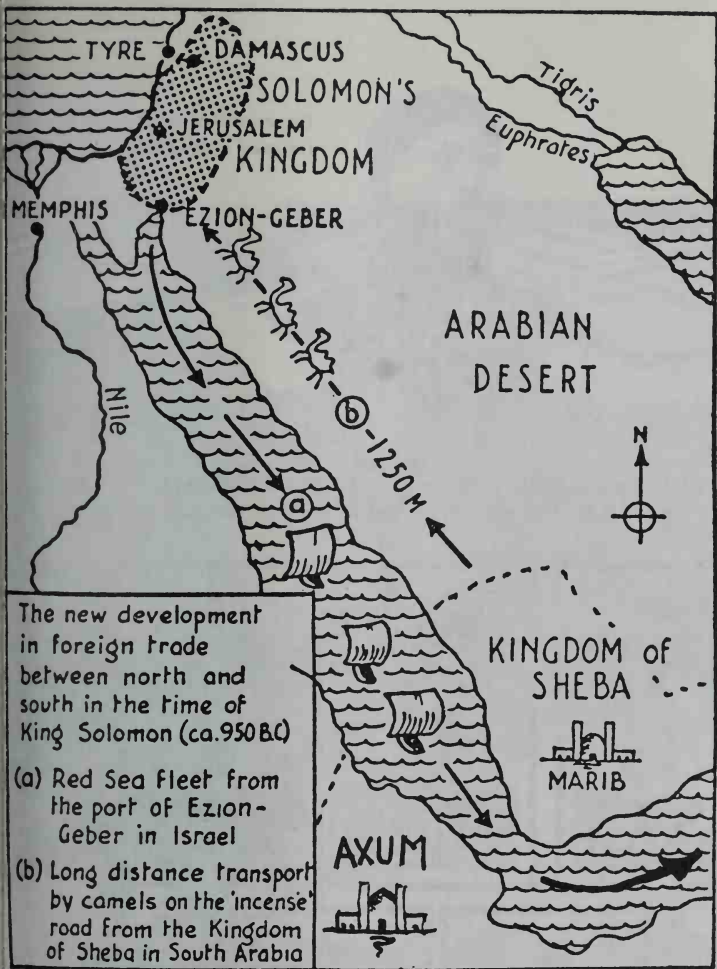 TYRE
DAMASCUS
SOLOMON'S
JERUSALEM
KINGDOM
MEMPHIS
EZION-GEBER
Tigris
Euphrates
ARABIAN
DESERT
Nile
N
b
-1250 M
a
KINGDOM of
SHEBA
MARIB
AXUM
The new development
in foreign trade
between north and
south in the time of
King Solomon (ca.950 B.C)
(a) Red Sea fleet from
the port of Ezion-
Geber in Israel
(b) Long distance transport
by camels on the 'incense'
road from the Kingdom
of Sheba in South Arabia